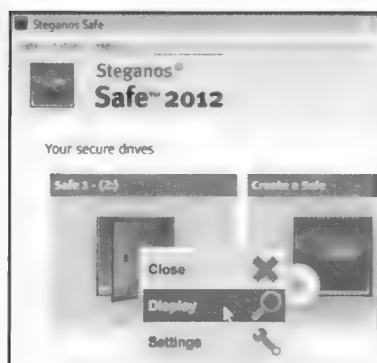 Steganos Safe
Steganos®
Safe™ 2012
Your secure drives
Safe 1 - (Z:)
Create a Safe
Close
Display
Settings